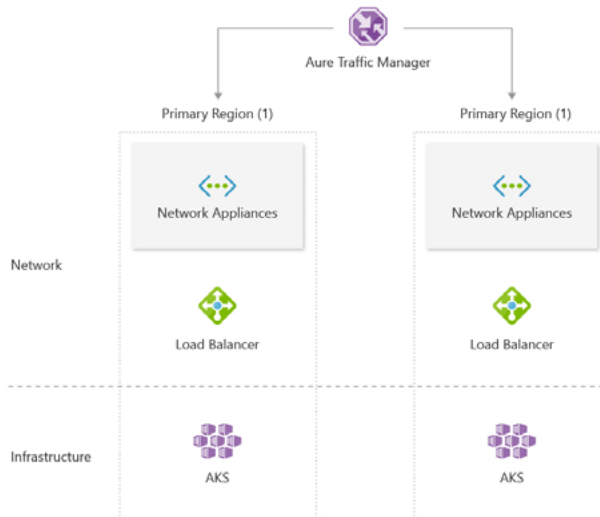 Aure Traffic Manager
Primary Region (1)
Primary Region (1)
Network Appliances
Network Appliances
Network
Load Balancer
Load Balancer
Infrastructure
AKS
AKS